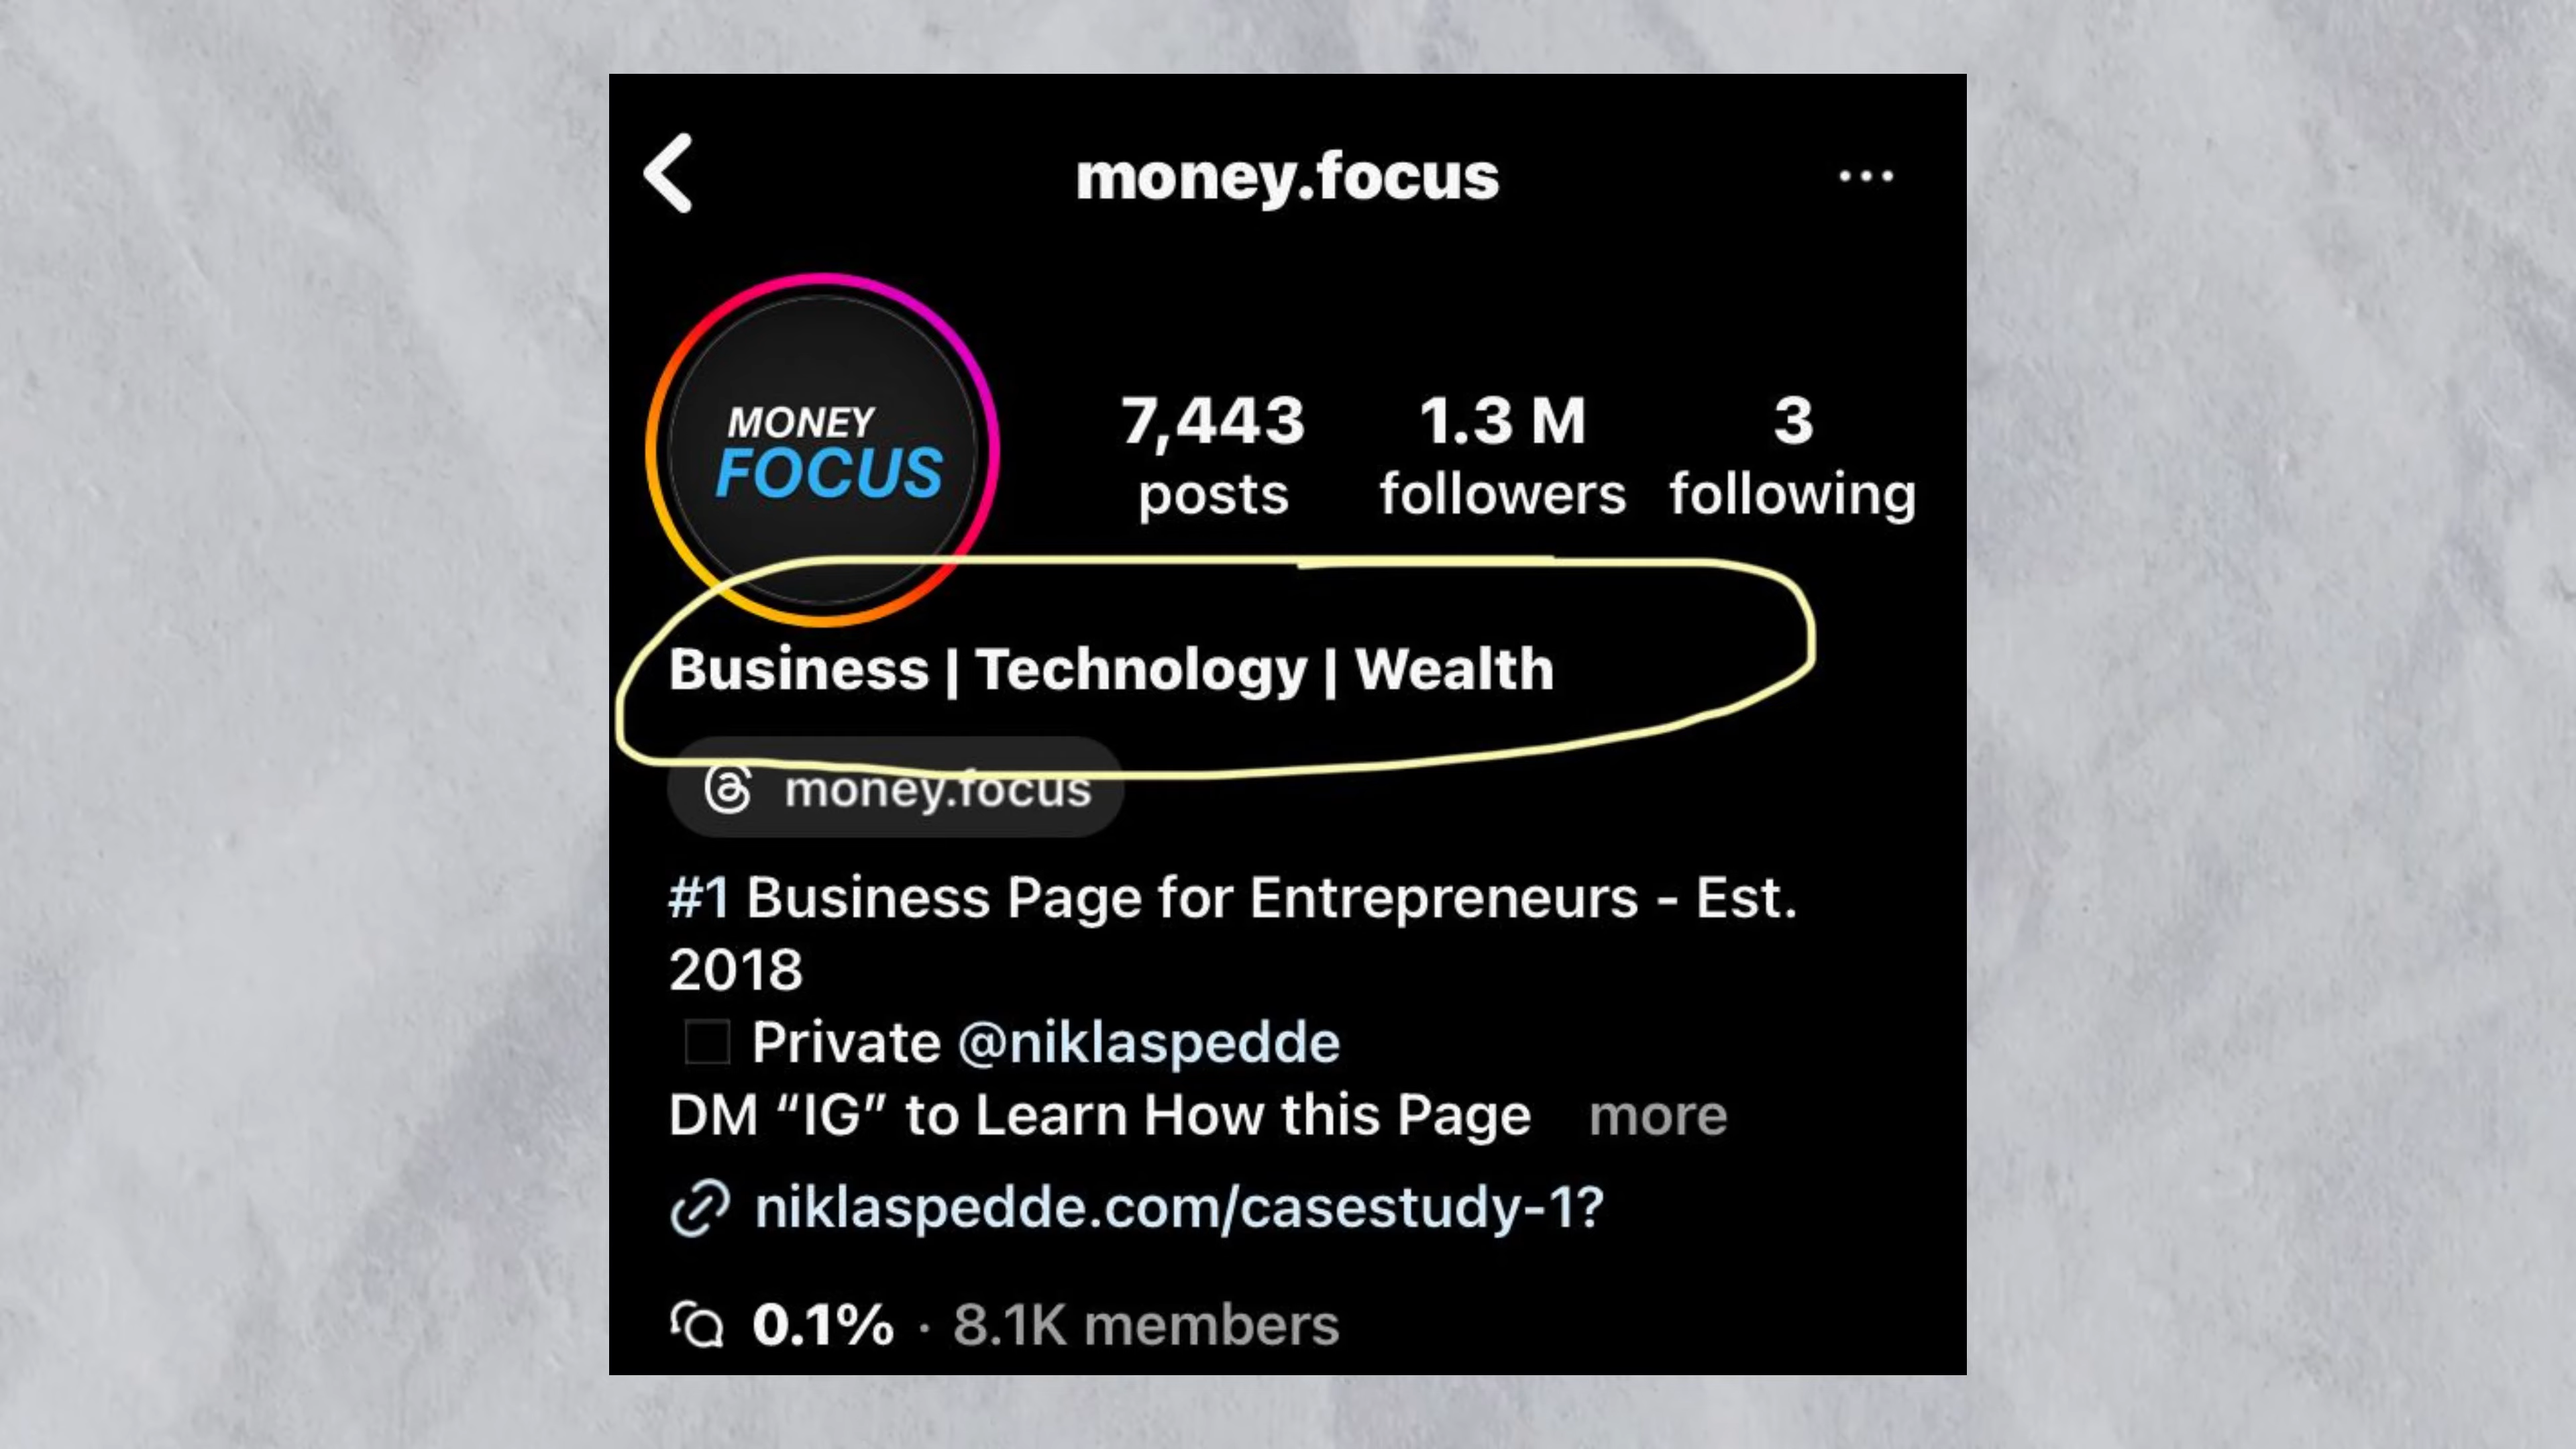 money.focus
MONEY
FOCUS
7,443 1.3 M 3
posts followers following
Business | Technology | Wealth
money.focus
#1 Business Page for Entrepreneurs - Est.
2018
Private @niklaspedde
DM “IG” to Learn How this Page more
niklaspedde.com/casestudy-1?
0.1% · 8.1K members